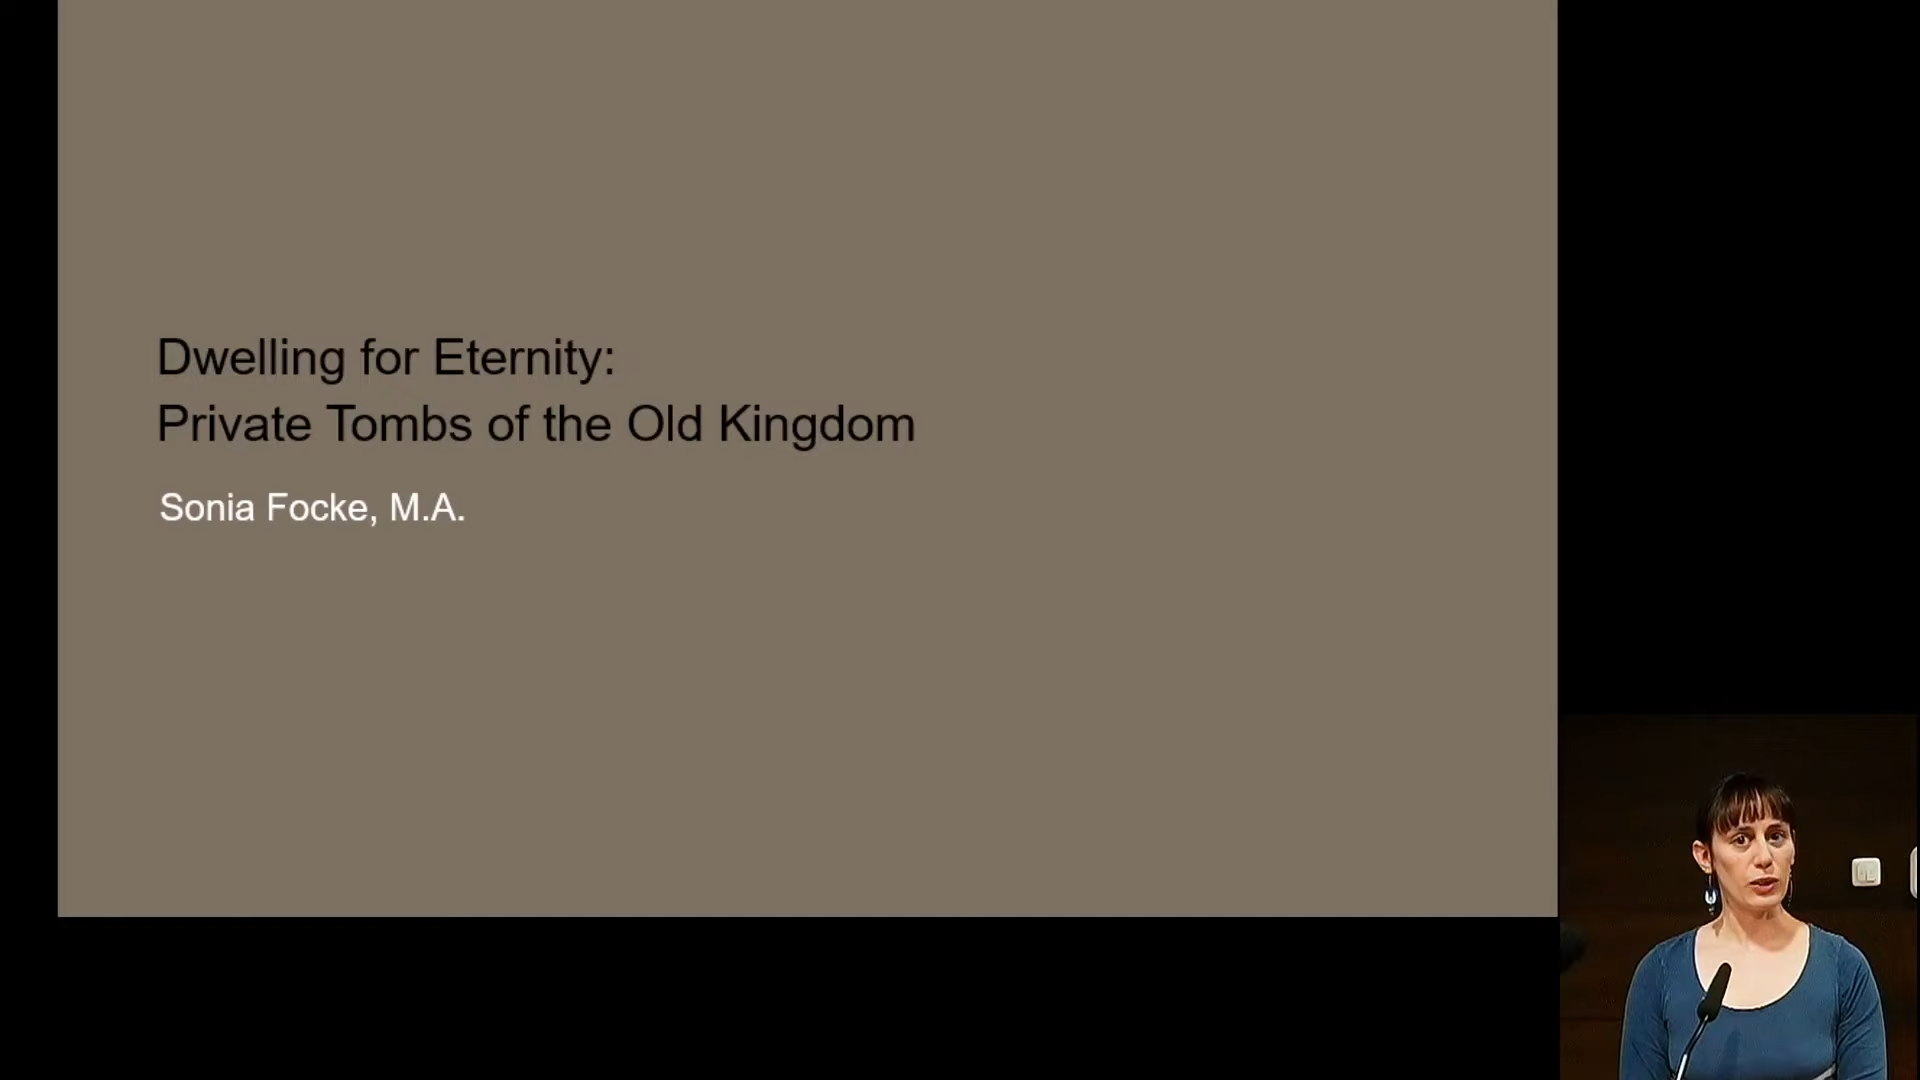 Dwelling for Eternity:
Private Tombs of the Old Kingdom
Sonia Focke, M.A.